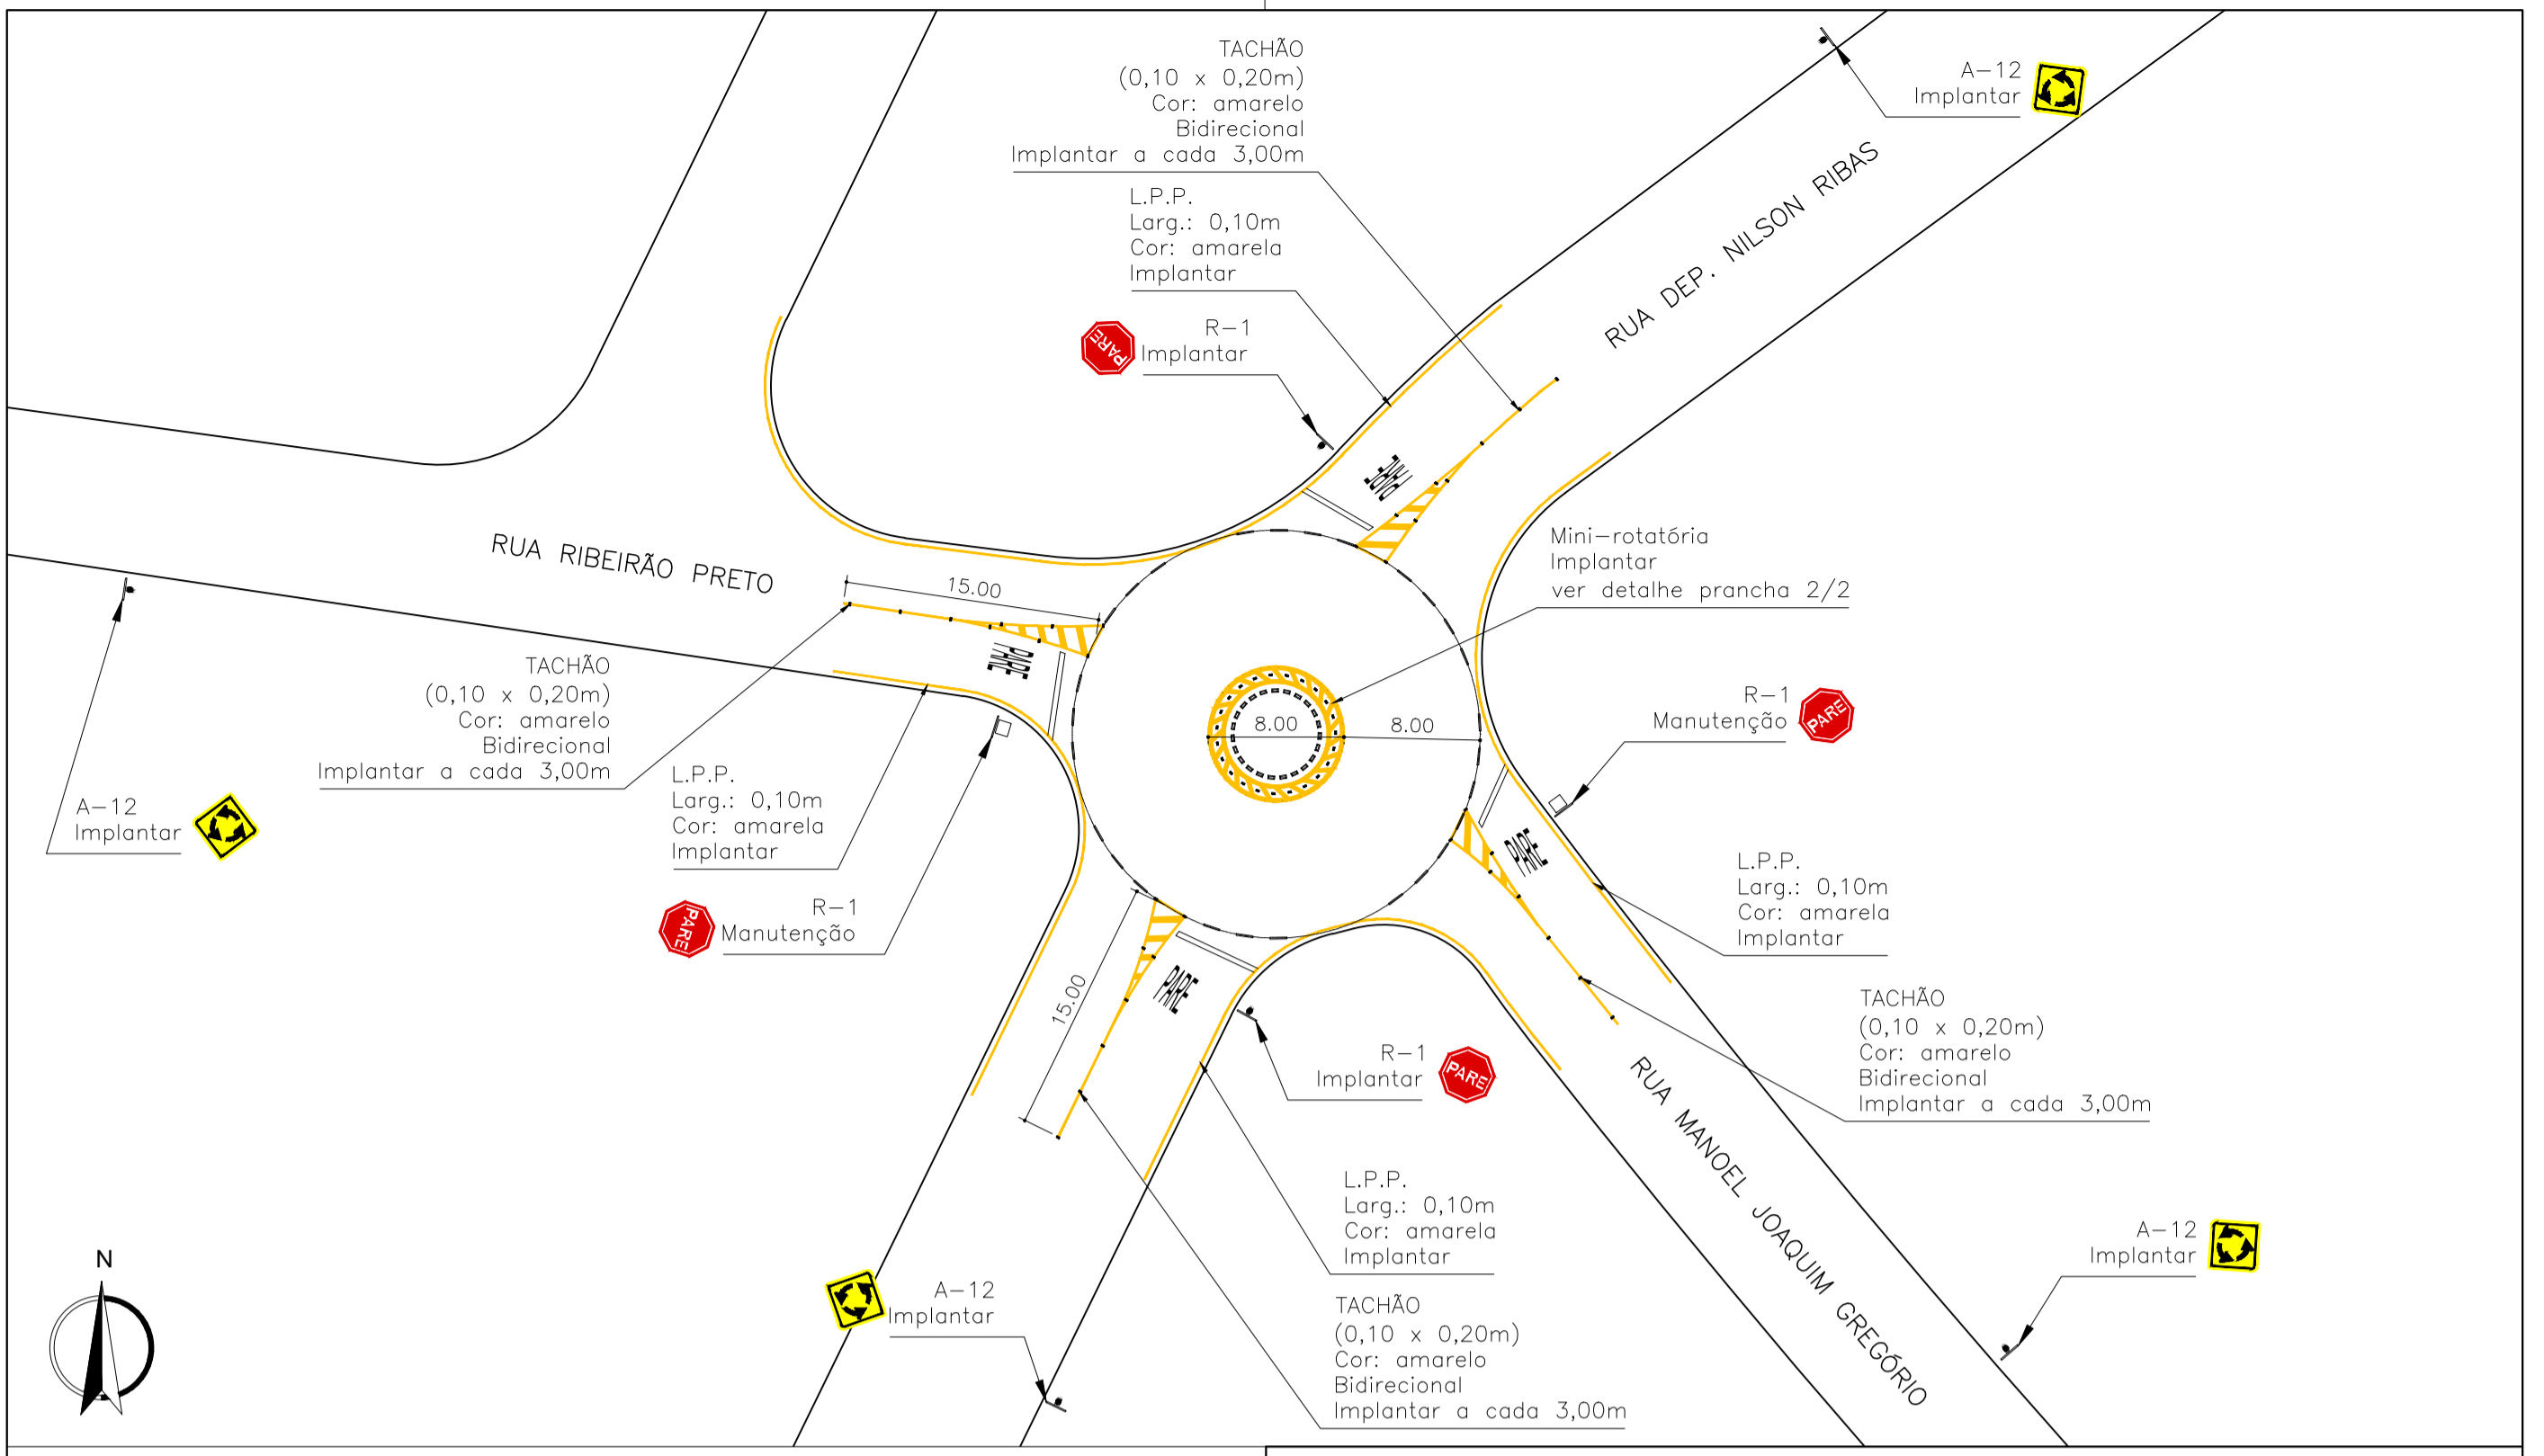 TACHÃO
(0,10 x 0,20m)
Cor: amarelo
Bidirecional
Implantar a cada 3,00m
A-12
Implantar
L.P.P.
Larg.: 0,10m
Cor: amarela
Implantar
RUA DEP. NILSON RIBAS
R-1
Implantar
PARE
PARE
RUA RIBEIRÃO PRETO
15.00
Mini-rotatória
Implantar
ver detalhe prancha 2/2
PARE
TACHÃO
(0,10 x 0,20m)
Cor: amarelo
Bidirecional
Implantar a cada 3,00m
8.00
8.00
R-1
Manutenção
PARE
A-12
Implantar
L.P.P.
Larg.: 0,10m
Cor: amarela
Implantar
PARE
L.P.P.
Larg.: 0,10m
Cor: amarela
Implantar
R-1
Manutenção
PARE
15.00
PARE
TACHÃO
(0,10 x 0,20m)
Cor: amarelo
Bidirecional
Implantar a cada 3,00m
R-1
Implantar
PARE
RUA MANOEL JOAQUIM GREGÓRIO
L.P.P.
Larg.: 0,10m
Cor: amarela
Implantar
A-12
Implantar
N
A-12
Implantar
TACHÃO
(0,10 x 0,20m)
Cor: amarelo
Bidirecional
Implantar a cada 3,00m